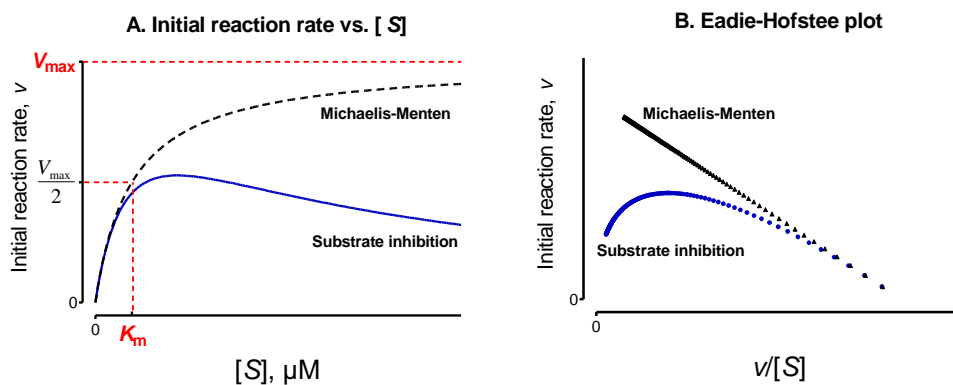 A. Initial reaction rate vs. [ S]
Initial reaction rate, v
Vmax
Vmax
2
0
Michaelis-Menten
Substrate inhibition
0
Km
[S], μM
B. Eadie-Hofstee plot
Initial reaction rate, v
Michaelis-Menten
Substrate inhibition
0
0
v/[S]